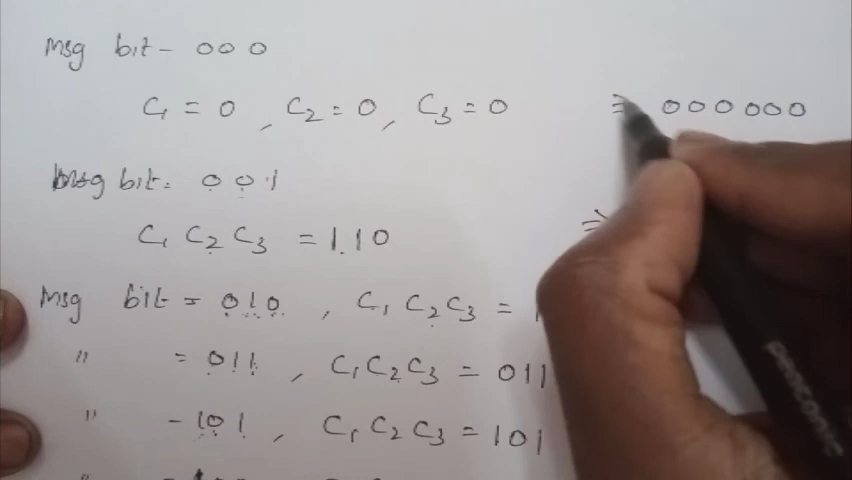 Msg bit - 000
C1 = 0 , C2 = 0 , C3 = 0 ⇒ 000000
Msg bit = 001
C1 C2 C3 = 110 ⇒
Msg bit = 010 , C1 C2 C3 =
" = 011 , C1 C2 C3 = 011
" - 101 , C1 C2 C3 = 101
"